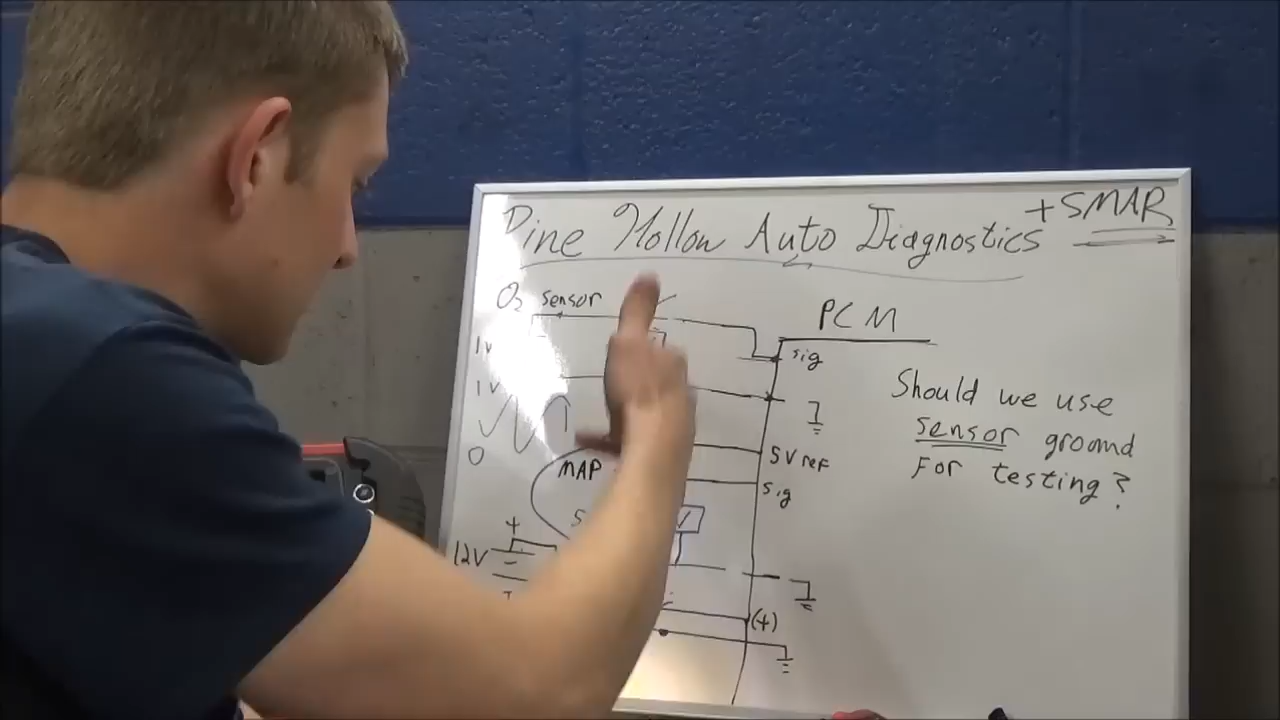 Pine Hollow Auto Diagnostics + SMAR
O₂ sensor
PCM
1v
sig
1v
0
Should we use
sensor ground
For testing?
MAP
5V ref
sig
S
V
+
12V
(+)